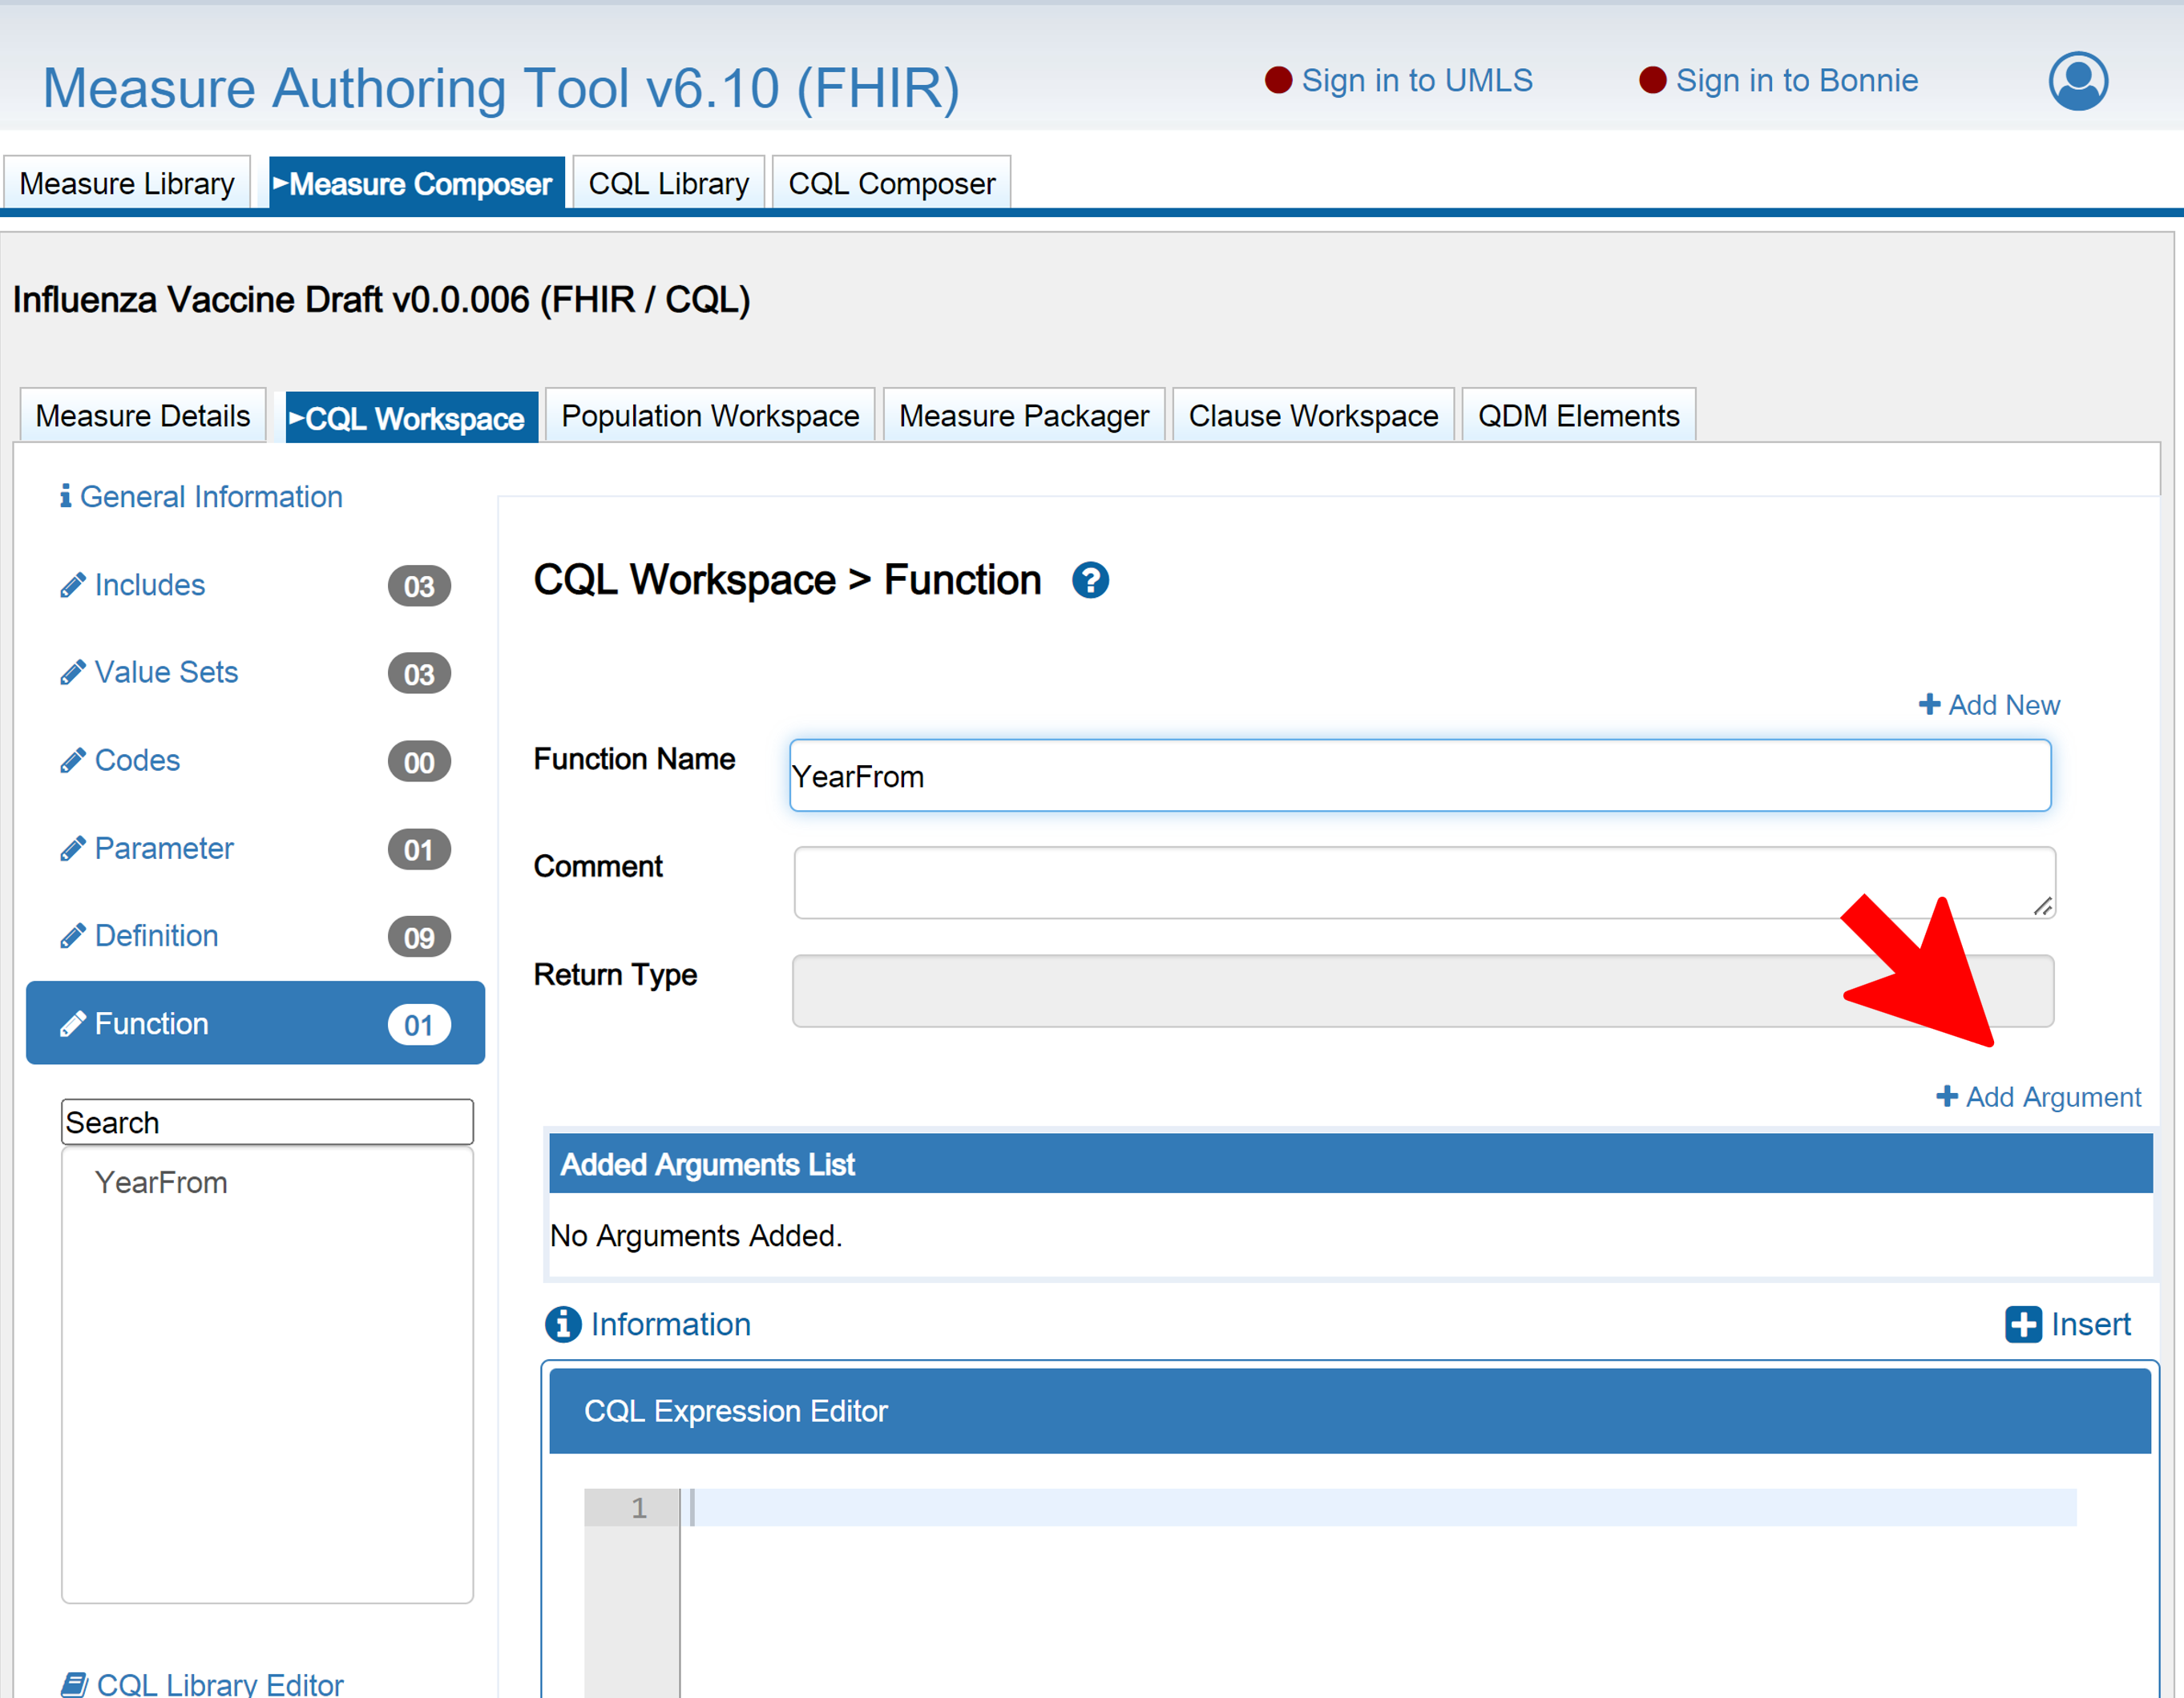 Measure Authoring Tool v6.10 (FHIR)
Sign in to UMLS
Sign in to Bonnie
Measure Library
Measure Composer
CQL Library
CQL Composer
Influenza Vaccine Draft v0.0.006 (FHIR / CQL)
Measure Details
CQL Workspace
Population Workspace
Measure Packager
Clause Workspace
QDM Elements
General Information
Includes 03
Value Sets 03
Codes 00
Parameter 01
Definition 09
Function 01
Search
YearFrom
CQL Library Editor
CQL Workspace > Function
Add New
Function Name
YearFrom
Comment
Return Type
Add Argument
Added Arguments List
No Arguments Added.
Information
Insert
CQL Expression Editor
1